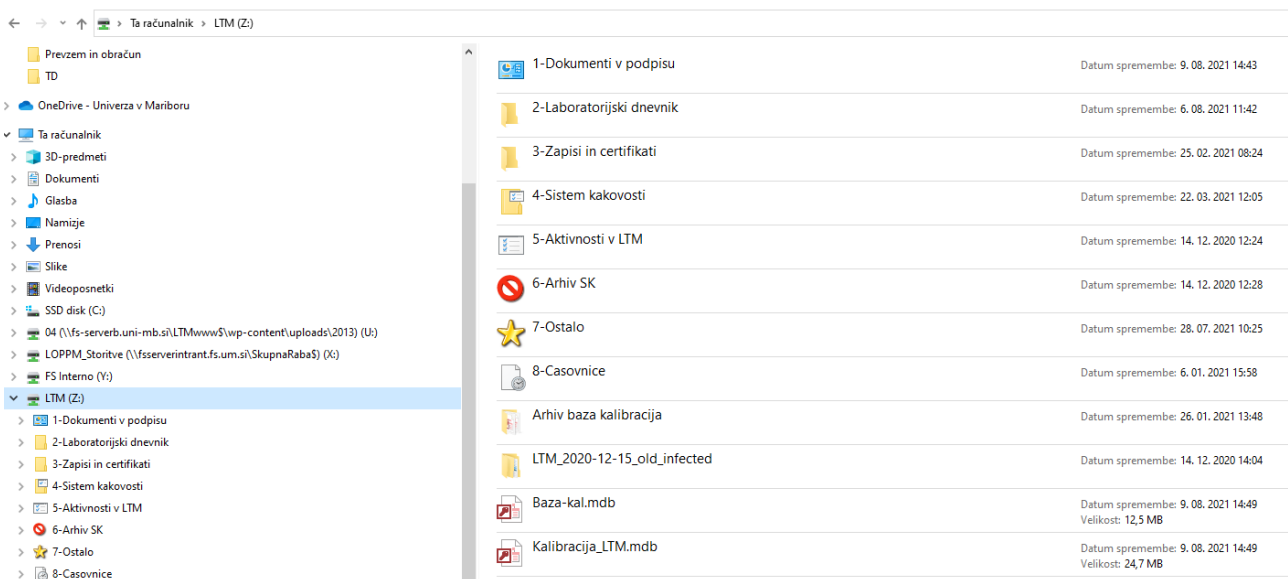 Ta računalnik > LTM (Z:)
Prevzem in obračun
TD
OneDrive - Univerza v Mariboru
Ta računalnik
3D-predmeti
Dokumenti
Glasba
Namizje
Prenosi
Slike
Videoposnetki
SSD disk (C:)
04 (\\fs-serverb.uni-mb.si\LTMwww$\wp-content\uploads\2013) (U:)
LOPPM_Storitve (\\fsserverintrant.fs.um.si\SkupnaRaba$) (X:)
FS Interno (Y:)
LTM (Z:)
1-Dokumenti v podpisu
2-Laboratorijski dnevnik
3-Zapisi in certifikati
4-Sistem kakovosti
5-Aktivnosti v LTM
6-Arhiv SK
7-Ostalo
8-Casovnice
1-Dokumenti v podpisu Datum spremembe: 9. 08. 2021 14:43
2-Laboratorijski dnevnik Datum spremembe: 6. 08. 2021 11:42
3-Zapisi in certifikati Datum spremembe: 25. 02. 2021 08:24
4-Sistem kakovosti Datum spremembe: 22. 03. 2021 12:05
5-Aktivnosti v LTM Datum spremembe: 14. 12. 2020 12:24
6-Arhiv SK Datum spremembe: 14. 12. 2020 12:28
7-Ostalo Datum spremembe: 28. 07. 2021 10:25
8-Casovnice Datum spremembe: 6. 01. 2021 15:58
Arhiv baza kalibracija Datum spremembe: 26. 01. 2021 13:48
LTM_2020-12-15_old_infected Datum spremembe: 14. 12. 2020 14:04
Baza-kal.mdb Datum spremembe: 9. 08. 2021 14:49
Velikost: 12,5 MB
Kalibracija_LTM.mdb Datum spremembe: 9. 08. 2021 14:49
Velikost: 24,7 MB